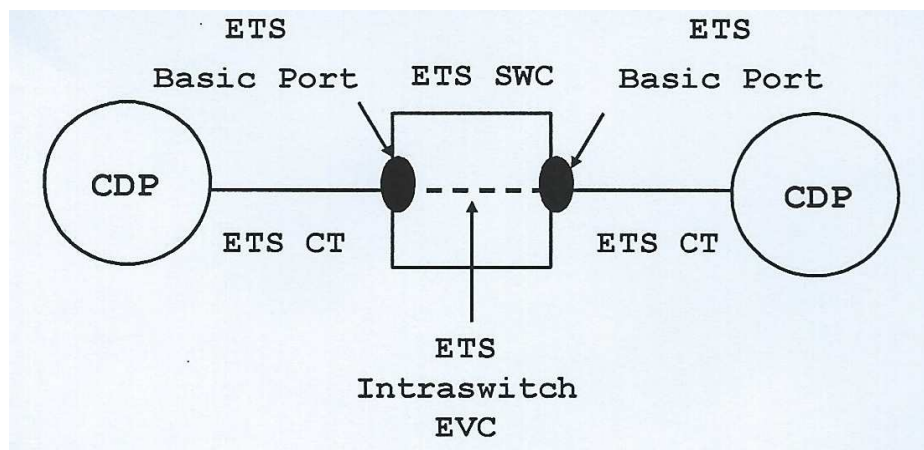 ETS
Basic Port
ETS SWC
ETS
Basic Port
CDP
CDP
ETS CT
ETS CT
ETS
Intraswitch
EVC